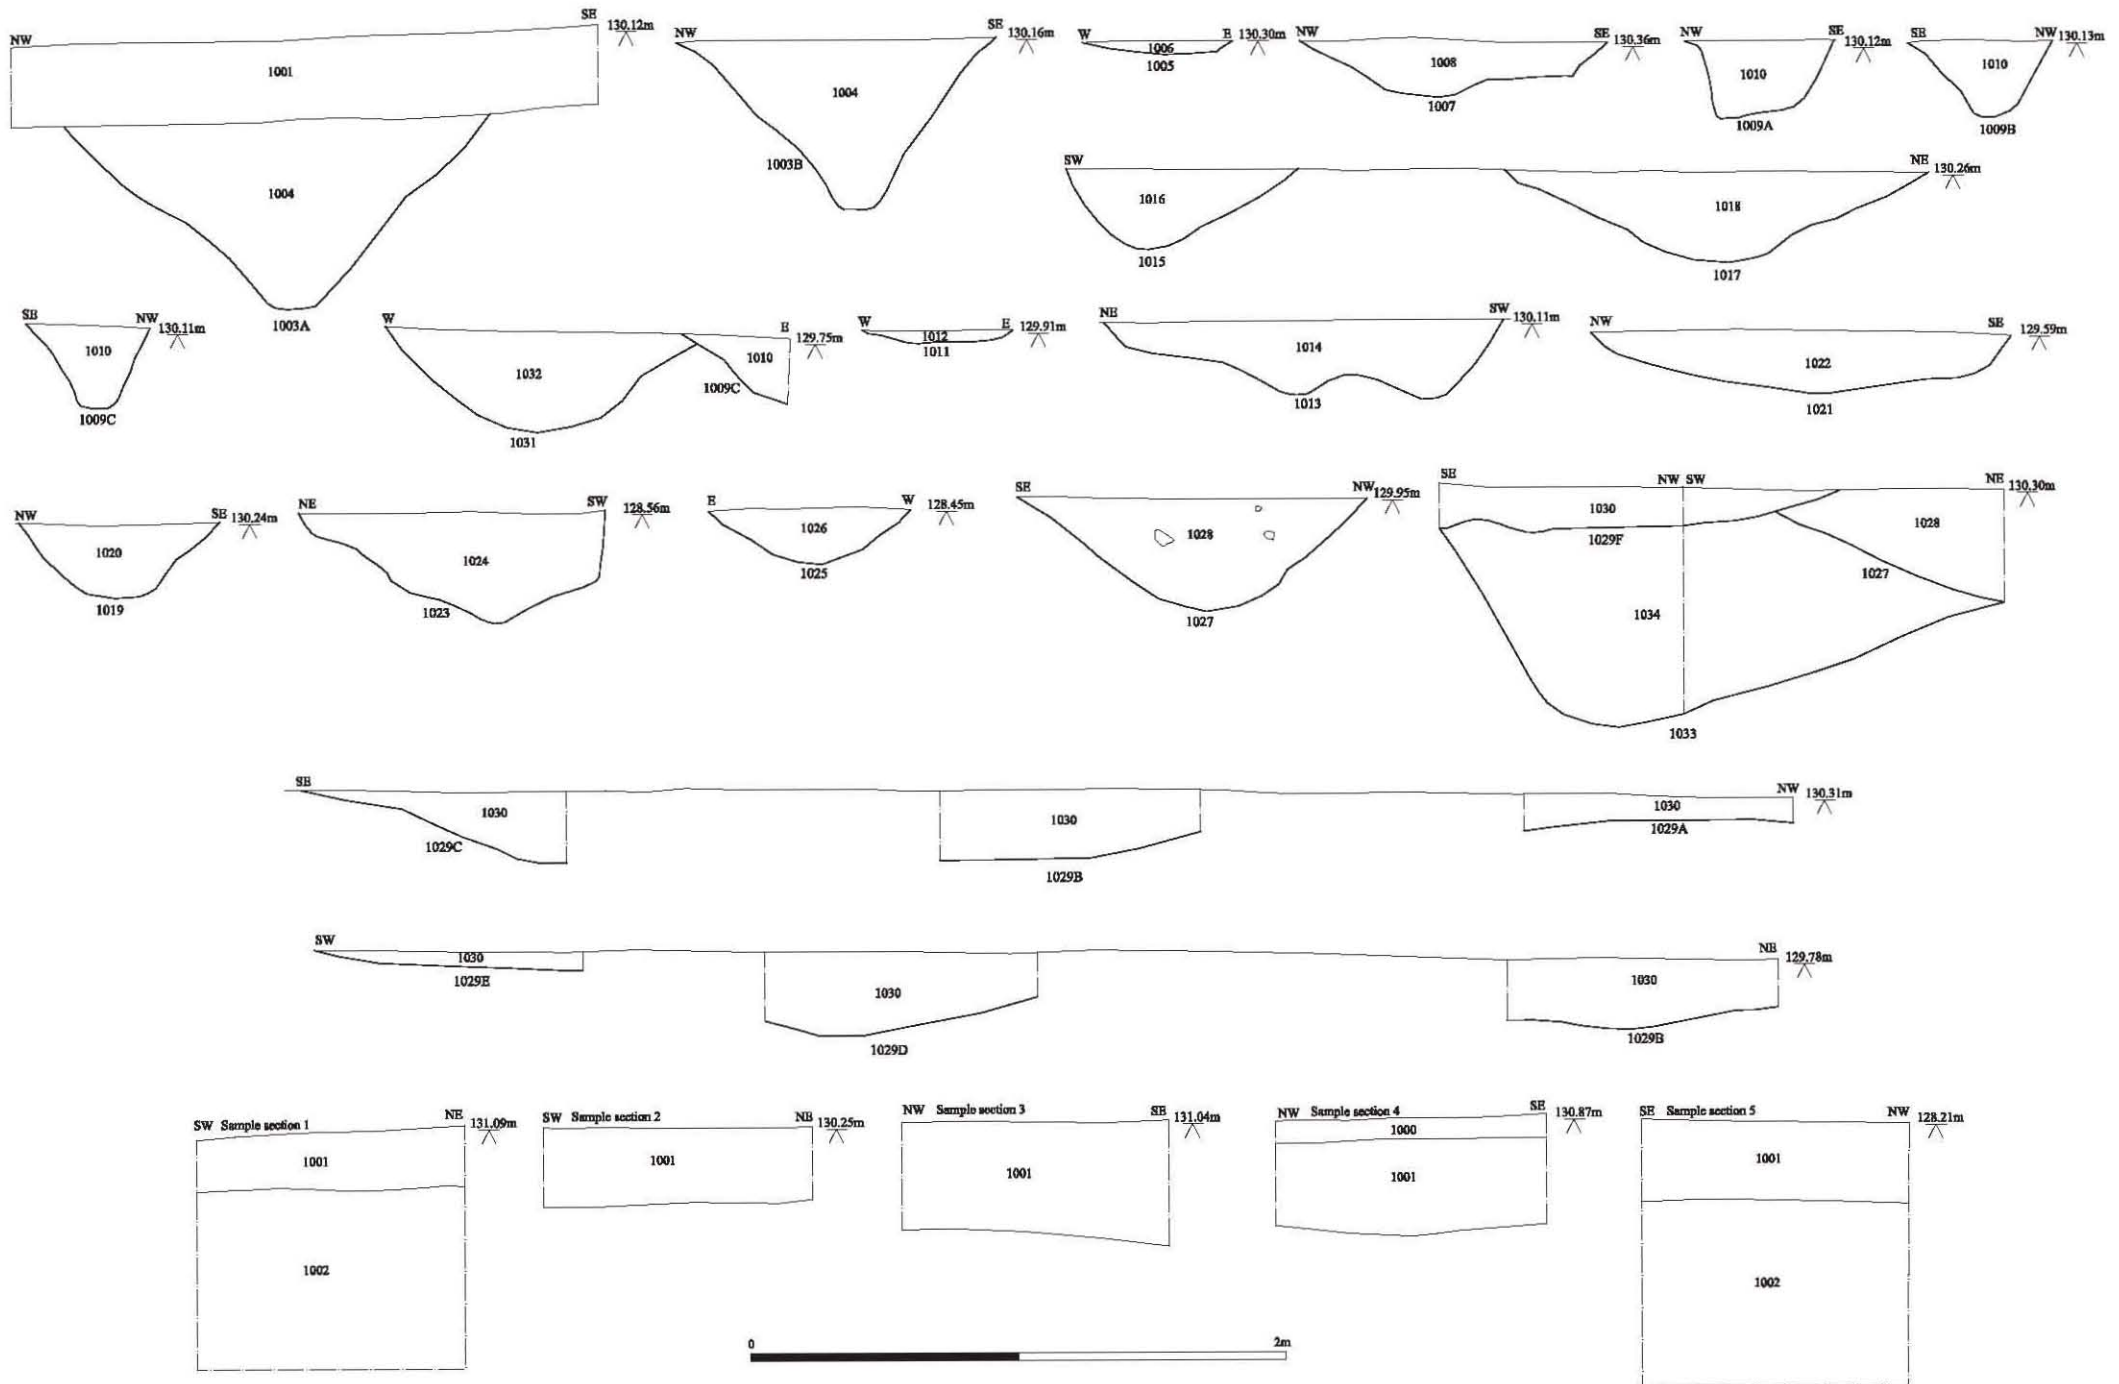 NW SE 130.12m
1001
1004
1003A
NW SE 130.16m
1004
1003B
W E 130.30m
1006
1005
NW SE 130.36m
1008
1007
NW SE 130.12m
1010
1009A
SE NW 130.13m
1010
1009B
SW NE 130.26m
1016 1018
1015 1017
SE NW 130.11m
1010
1009C
W E 129.75m
1032 1010
1009C
1031
W E 129.91m
1012
1011
NE SW 130.11m
1014
1013
NW SE 129.59m
1022
1021
NW SE 130.24m
1020
1019
NE SW 128.56m
1024
1023
E W 128.45m
1026
1025
SE NW 129.95m
1028
1027
SE NW SW NE 130.30m
1030 1028
1029F
1027
1034
1033
SE NW 130.31m
1030 1030 1030
1029C 1029B 1029A
SW NE 129.78m
1030 1030 1030
1029E 1029D 1029B
SW Sample section 1 NE 131.09m
1001
1002
SW Sample section 2 NE 130.25m
1001
NW Sample section 3 SE 131.04m
1001
NW Sample section 4 SE 130.87m
1000
1001
SE Sample section 5 NW 128.21m
1001
1002
0 2m